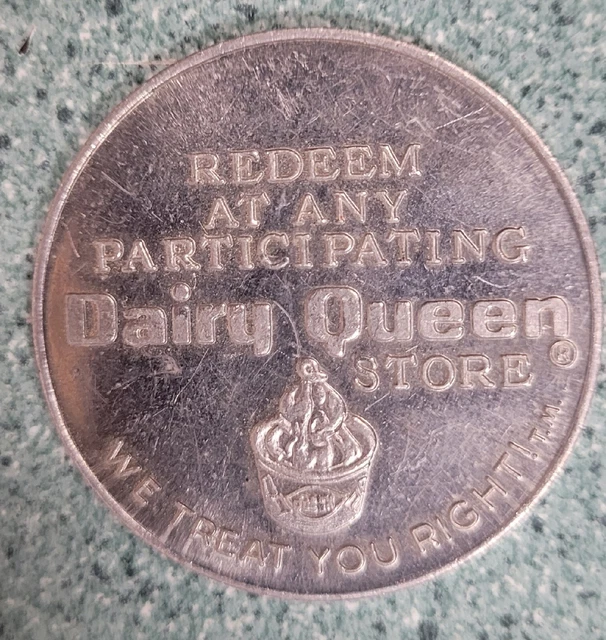 REDEEM
AT ANY
PARTICIPATING
Dairy Queen®
STORE
WE TREAT YOU RIGHT! T.M.